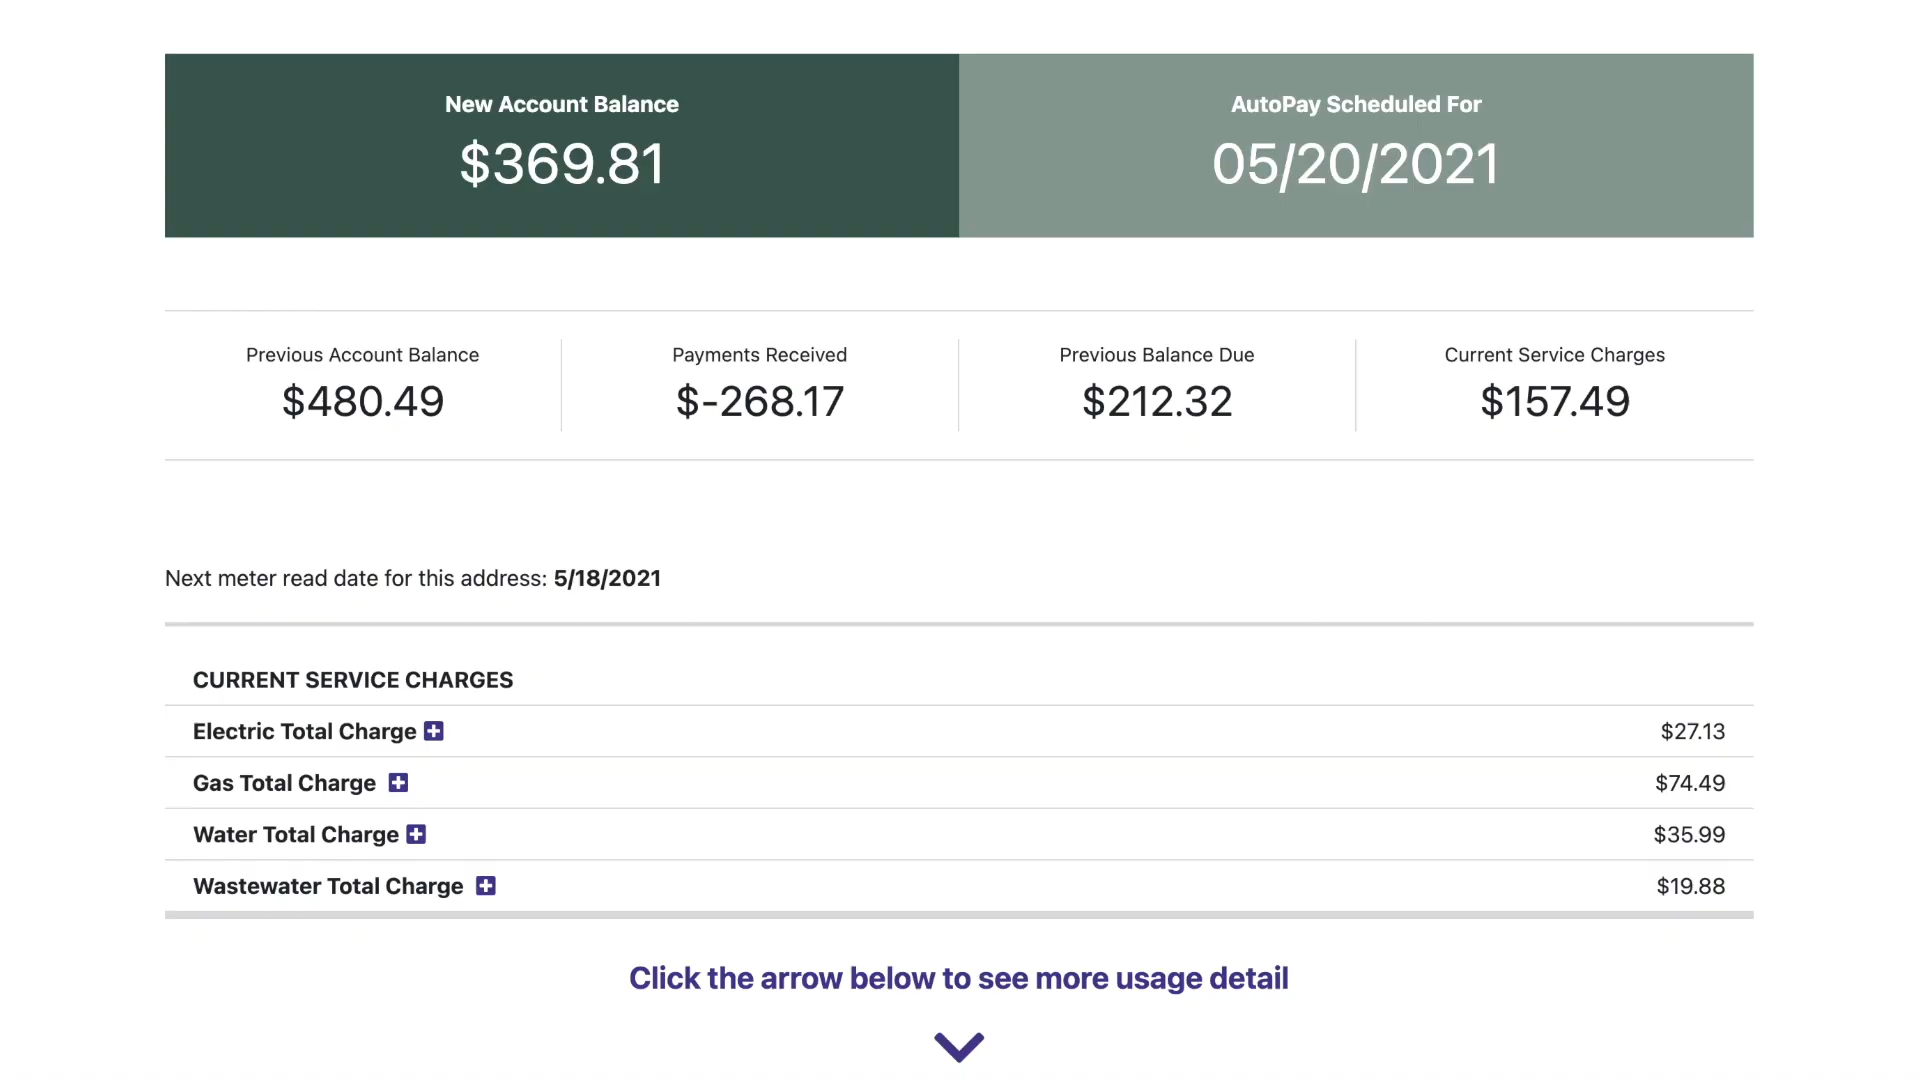 New Account Balance
$369.81
AutoPay Scheduled For
05/20/2021
Previous Account Balance
$480.49
Payments Received
$-268.17
Previous Balance Due
$212.32
Current Service Charges
$157.49
Next meter read date for this address: 5/18/2021
CURRENT SERVICE CHARGES
Electric Total Charge $27.13
Gas Total Charge $74.49
Water Total Charge $35.99
Wastewater Total Charge $19.88
Click the arrow below to see more usage detail